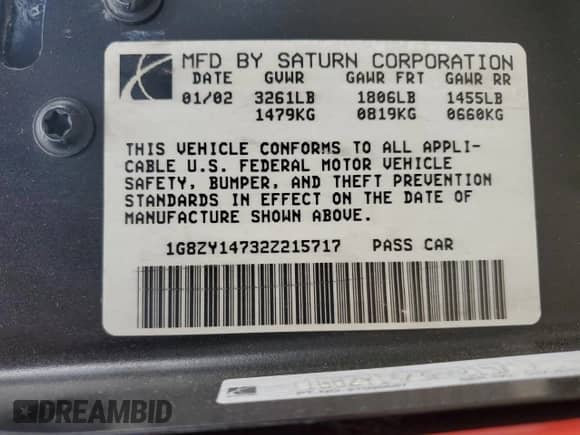 MFD BY SATURN CORPORATION
DATE GVWR GAWR FRT GAWR RR
01/02 3261LB 1806LB 1455LB
1479KG 0819KG 0660KG
THIS VEHICLE CONFORMS TO ALL APPLI-
CABLE U.S. FEDERAL MOTOR VEHICLE
SAFETY, BUMPER, AND THEFT PREVENTION
STANDARDS IN EFFECT ON THE DATE OF
MANUFACTURE SHOWN ABOVE.
1G8ZY14732Z215717 PASS CAR
DREAMBID